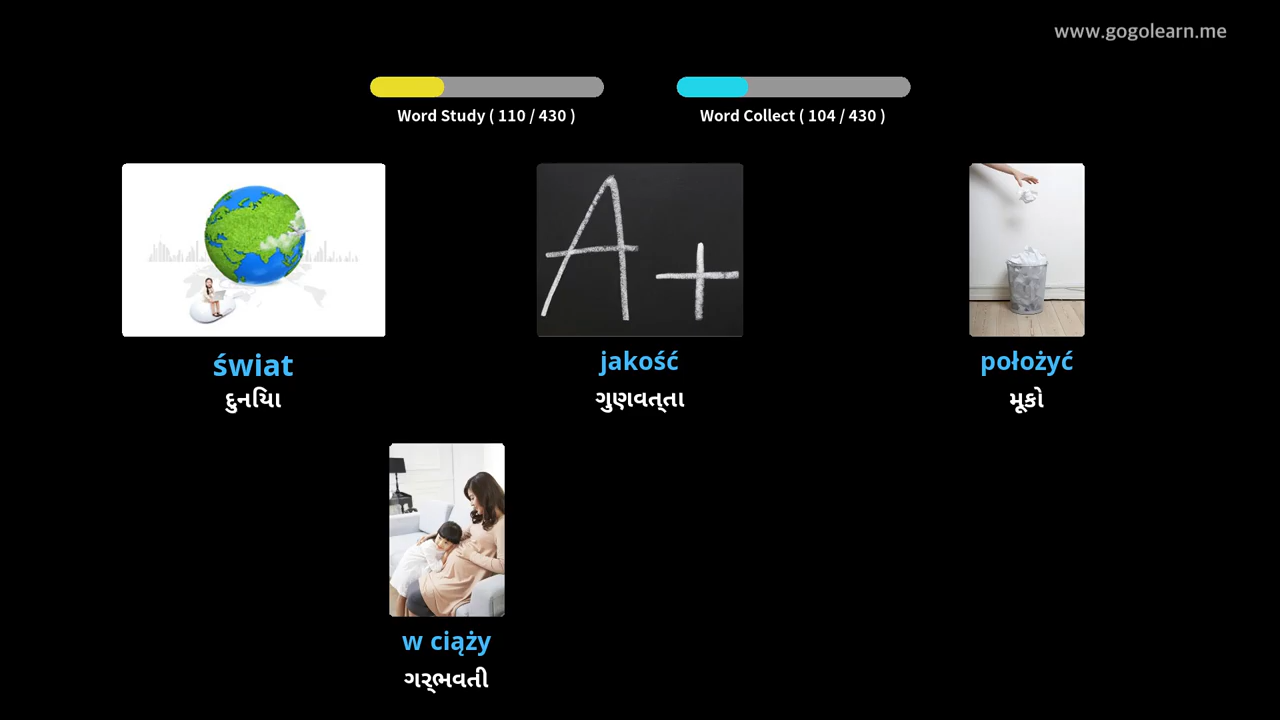 www.gogolearn.me
Word Study ( 110 / 430 )
Word Collect ( 104 / 430 )
A+
świat
દુનિયા
jakość
ગુણવત્તા
położyć
મૂકો
w ciąży
ગર્ભવતી